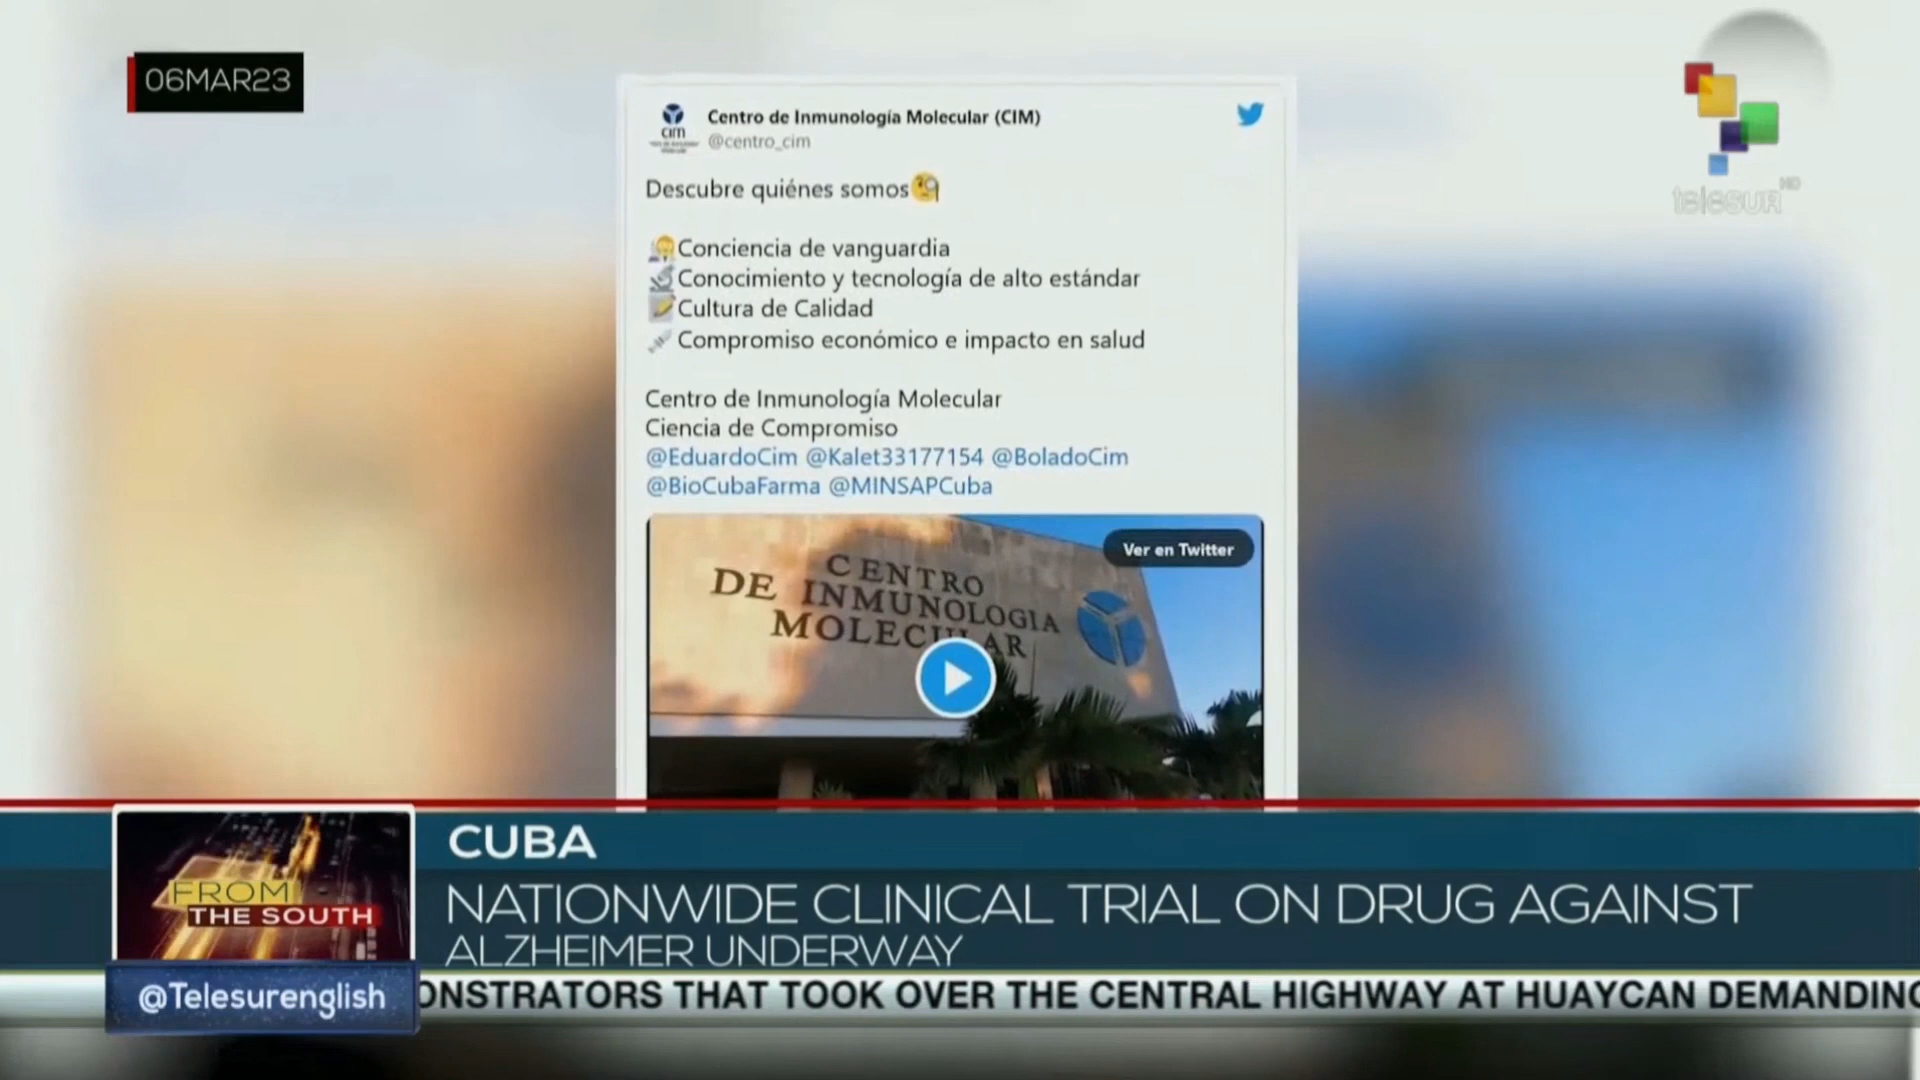 06MAR23
telesur HD
Centro de Inmunología Molecular (CIM)
cim
@centro_cim
Descubre quiénes somos🧐
Conciencia de vanguardia
Conocimiento y tecnología de alto estándar
Cultura de Calidad
Compromiso económico e impacto en salud
Centro de Inmunología Molecular
Ciencia de Compromiso
@EduardoCim @Kalet33177154 @BoladoCim
@BioCubaFarma @MINSAPCuba
Ver en Twitter
CENTRO
DE INMUNOLOGIA
MOLECULAR
CUBA
FROM
THE SOUTH
NATIONWIDE CLINICAL TRIAL ON DRUG AGAINST
ALZHEIMER UNDERWAY
@Telesurenglish
ONSTRATORS THAT TOOK OVER THE CENTRAL HIGHWAY AT HUAYCAN DEMANDING